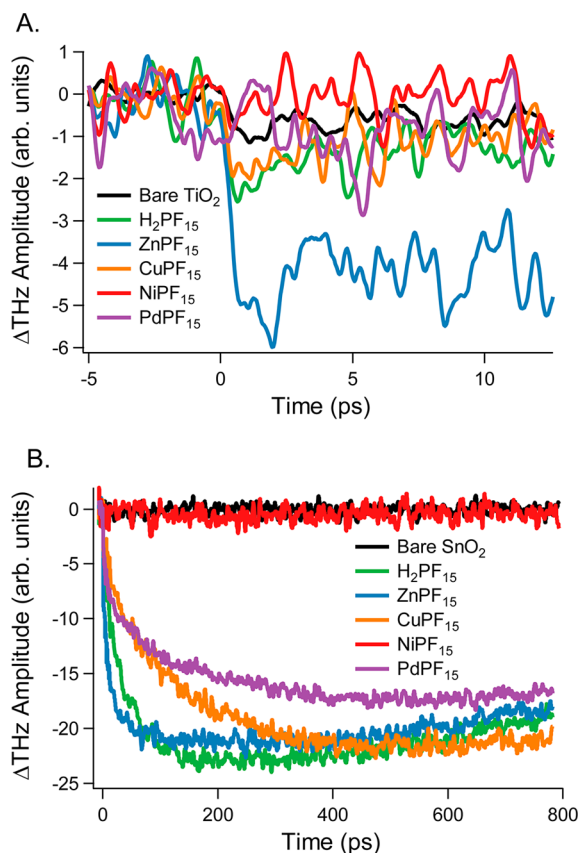 A.
ΔTHz Amplitude (arb. units)
1
0
-1
-2
-3
-4
-5
-6
Bare TiO₂
H₂PF₁₅
ZnPF₁₅
CuPF₁₅
NiPF₁₅
PdPF₁₅
-5
0
5
10
Time (ps)
B.
ΔTHz Amplitude (arb. units)
0
-5
-10
-15
-20
-25
Bare SnO₂
H₂PF₁₅
ZnPF₁₅
CuPF₁₅
NiPF₁₅
PdPF₁₅
0
200
400
600
800
Time (ps)